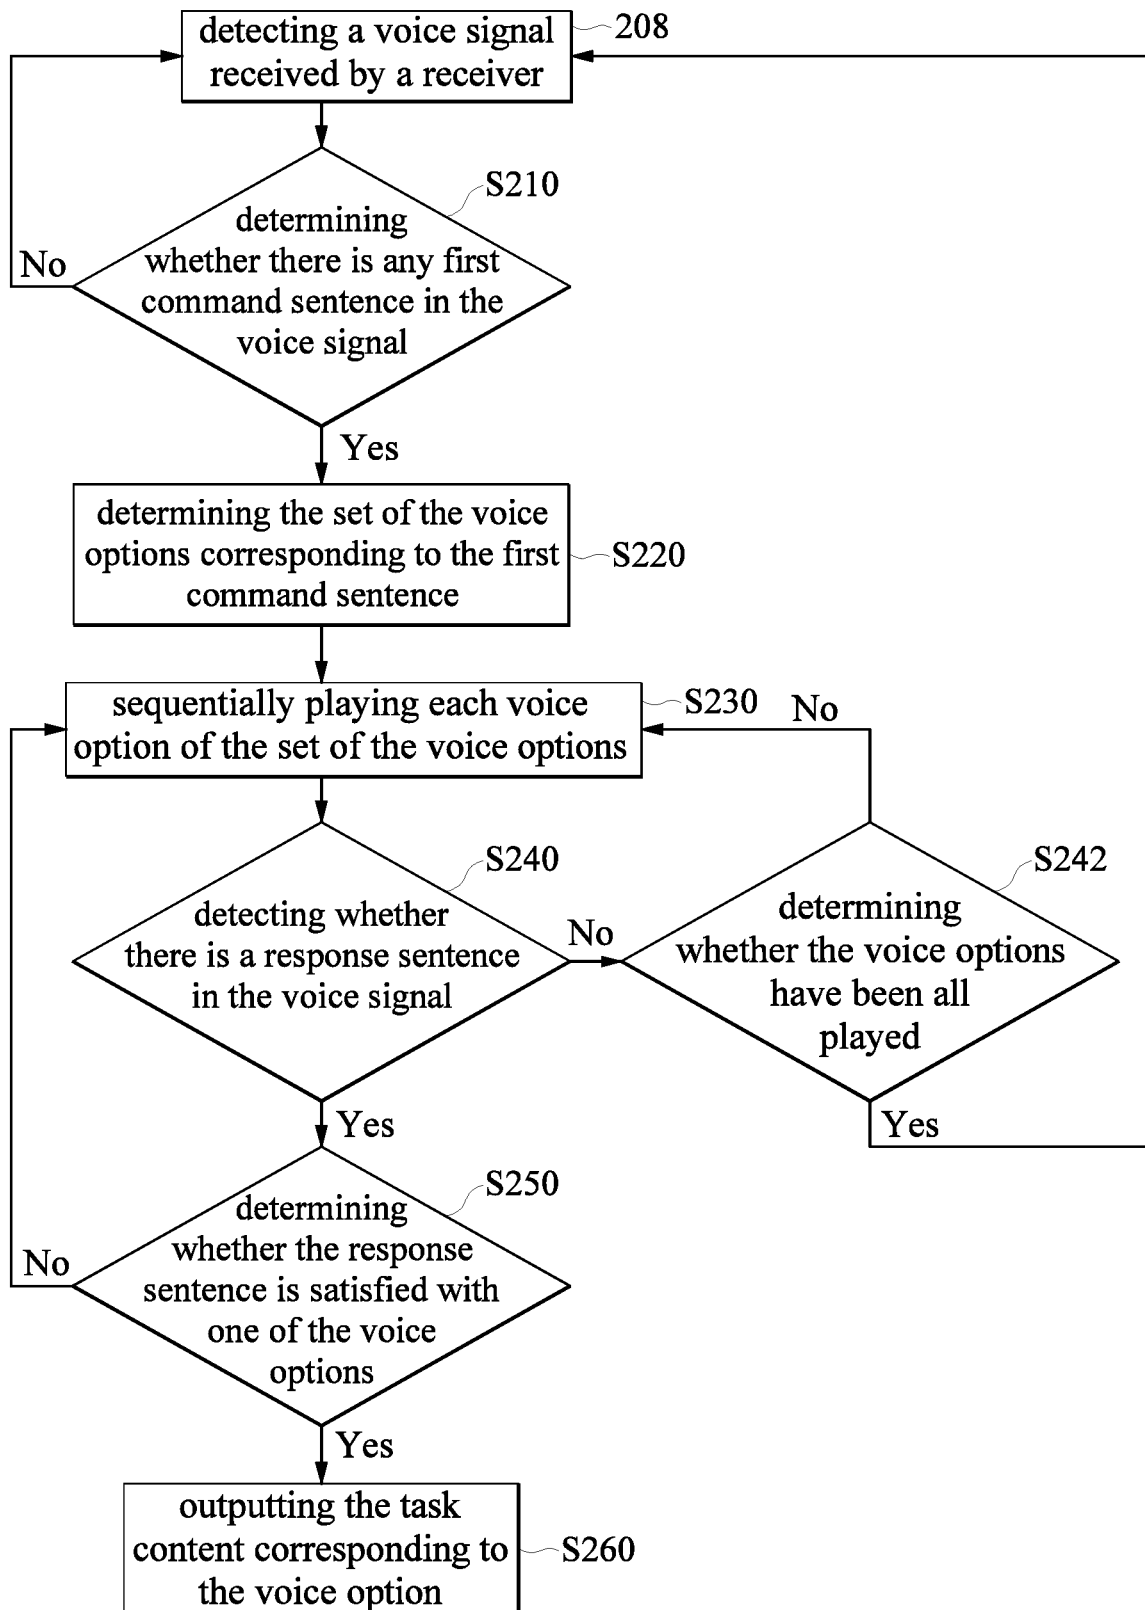 detecting a voice signal
received by a receiver
208
S210
determining
whether there is any first
command sentence in the
voice signal
No
Yes
determining the set of the voice
options corresponding to the first
command sentence
S220
sequentially playing each voice
option of the set of the voice options
S230
No
S240
detecting whether
there is a response sentence
in the voice signal
No
S242
determining
whether the voice options
have been all
played
Yes
Yes
S250
determining
whether the response
sentence is satisfied with
one of the voice
options
No
Yes
outputting the task
content corresponding to
the voice option
S260